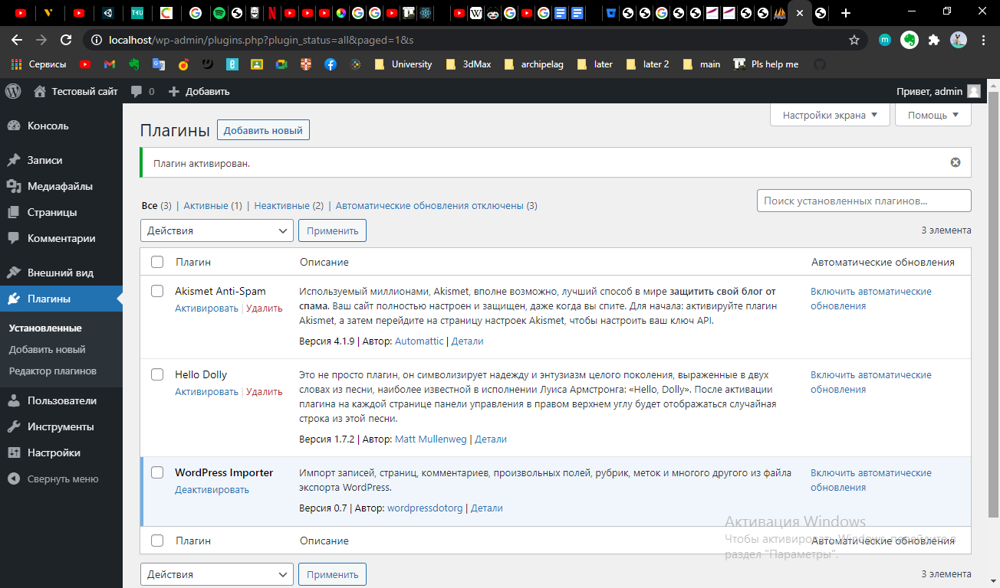 localhost/wp-admin/plugins.php?plugin_status=all&paged=1&s
Сервисы
University
3dMax
archipelag
later
later 2
main
Pls help me
Тестовый сайт
0
Добавить
Привет, admin
Консоль
Записи
Медиафайлы
Страницы
Комментарии
Внешний вид
Плагины
Установленные
Добавить новый
Редактор плагинов
Пользователи
Инструменты
Настройки
Свернуть меню
Настройки экрана
Помощь
Плагины
Добавить новый
Плагин активирован.
Все (3) | Активные (1) | Неактивные (2) | Автоматические обновления отключены (3)
Поиск установленных плагинов...
Действия
Применить
3 элемента
Плагин
Описание
Автоматические обновления
Akismet Anti-Spam
Активировать | Удалить
Используемый миллионами, Akismet, вполне возможно, лучший способ в мире защитить свой блог от
спама. Ваш сайт полностью настроен и защищен, даже когда вы спите. Для начала: активируйте плагин
Akismet, а затем перейдите на страницу настроек Akismet, чтобы настроить ваш ключ API.
Версия 4.1.9 | Автор: Automattic | Детали
Включить автоматические
обновления
Hello Dolly
Активировать | Удалить
Это не просто плагин, он символизирует надежду и энтузиазм целого поколения, выраженные в двух
словах из песни, наиболее известной в исполнении Луиса Армстронга: «Hello, Dolly». После активации
плагина на каждой странице панели управления в правом верхнем углу будет отображаться случайная
строка из этой песни.
Версия 1.7.2 | Автор: Matt Mullenweg | Детали
Включить автоматические
обновления
WordPress Importer
Деактивировать
Импорт записей, страниц, комментариев, произвольных полей, рубрик, меток и многого другого из файла
экспорта WordPress.
Версия 0.7 | Автор: wordpressdotorg | Детали
Включить автоматические
обновления
Плагин
Описание
Автоматические обновления
Активация Windows
Чтобы активировать Windows, перейдите в
раздел "Параметры".
Действия
Применить
3 элемента